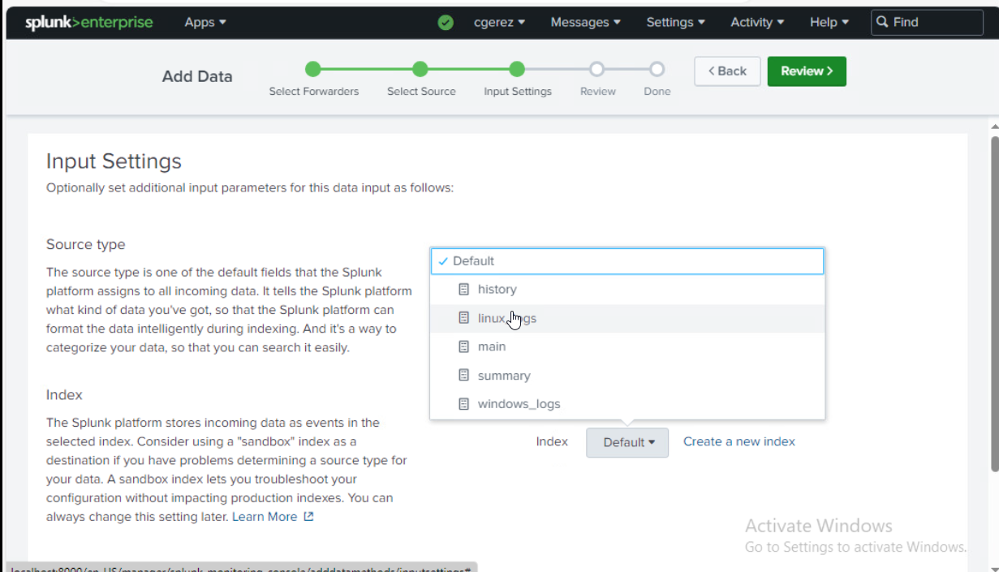 splunk>enterprise Apps cgerez Messages Settings Activity Help Find
Add Data
Select Forwarders Select Source Input Settings Review Done
< Back Review >
Input Settings
Optionally set additional input parameters for this data input as follows:
Source type
The source type is one of the default fields that the Splunk
platform assigns to all incoming data. It tells the Splunk platform
what kind of data you've got, so that the Splunk platform can
format the data intelligently during indexing. And it's a way to
categorize your data, so that you can search it easily.
Default
history
linux_logs
main
summary
windows_logs
Index
The Splunk platform stores incoming data as events in the
selected index. Consider using a "sandbox" index as a
destination if you have problems determining a source type for
your data. A sandbox index lets you troubleshoot your
configuration without impacting production indexes. You can
always change this setting later. Learn More
Index Default Create a new index
Activate Windows
Go to Settings to activate Windows.
localhost:8000/en-US/manager/splunk_monitoring_console/adddatamethods/inputsettings#